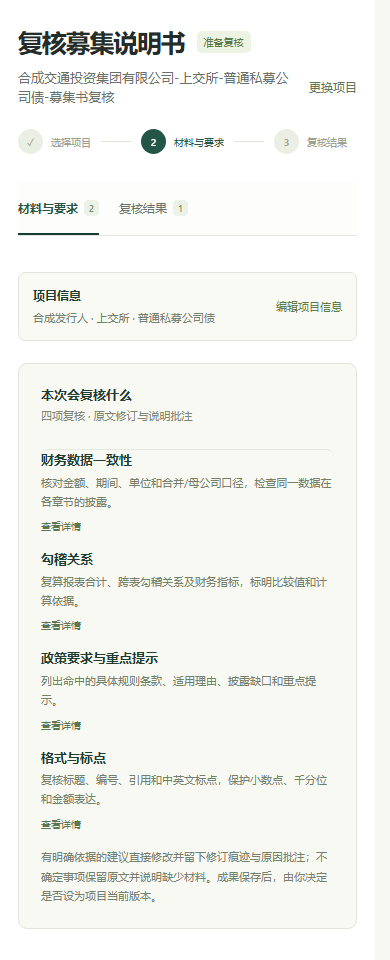 复核募集说明书 准备复核
合成交通投资集团有限公司-上交所-普通私募公
司债-募集书复核
更换项目
✓ 选择项目 2 材料与要求 3 复核结果
材料与要求 2 复核结果 1
项目信息
合成发行人 · 上交所 · 普通私募公司债
编辑项目信息
本次会复核什么
四项复核 · 原文修订与说明批注
财务数据一致性
核对金额、期间、单位和合并/母公司口径，检查同一数据在
各章节的披露。
查看详情
勾稽关系
复算报表合计、跨表勾稽关系及财务指标，标明比较值和计
算依据。
查看详情
政策要求与重点提示
列出命中的具体规则条款、适用理由、披露缺口和重点提
示。
查看详情
格式与标点
复核标题、编号、引用和中英文标点，保护小数点、千分位
和金额表达。
查看详情
有明确依据的建议直接修改并留下修订痕迹与原因批注；不
确定事项保留原文并说明缺少材料。成果保存后，由你决定
是否设为项目当前版本。